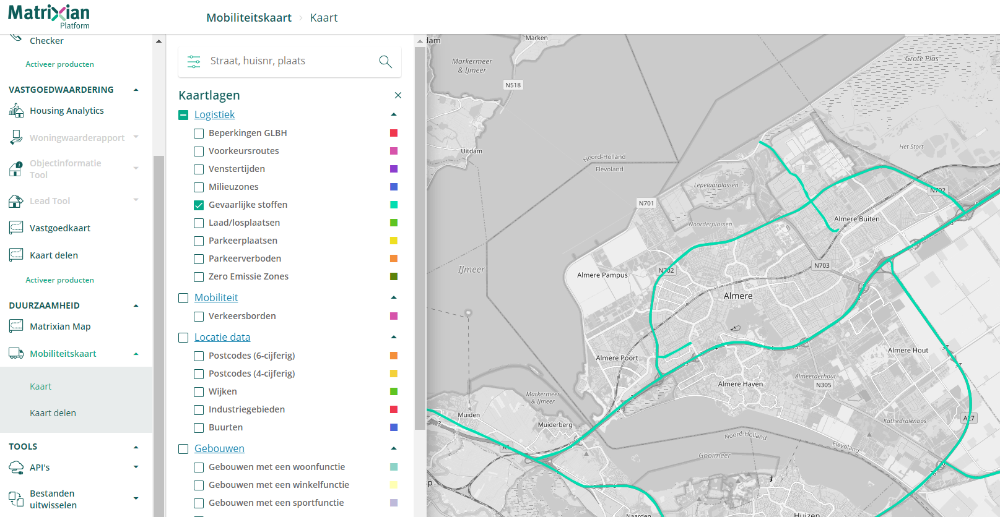 Matrixian
Platform
Mobiliteitskaart
Kaart
Checker
Activeer producten
VASTGOEDWAARDERING
Housing Analytics
Woningwaarderapport
Objectinformatie
Tool
Lead Tool
Vastgoedkaart
Kaart delen
Activeer producten
DUURZAAMHEID
Matrixian Map
Mobiliteitskaart
Kaart
Kaart delen
TOOLS
API's
Bestanden
uitwisselen
Straat, huisnr, plaats
Kaartlagen
Logistiek
Beperkingen GLBH
Voorkeursroutes
Venstertijden
Milieuzones
Gevaarlijke stoffen
Laad/losplaatsen
Parkeerplaatsen
Parkeerverboden
Zero Emissie Zones
Mobiliteit
Verkeersborden
Locatie data
Postcodes (6-cijferig)
Postcodes (4-cijferig)
Wijken
Industriegebieden
Buurten
Gebouwen
Gebouwen met een woonfunctie
Gebouwen met een winkelfunctie
Gebouwen met een sportfunctie
dam
Marken
Markermeer
& IJmeer
N518
Grote Plas
Uitdam
Noord-Holland
Flevoland
Het Stort
Lepelaarplassen
N701
N702
Noorderplassen
Almere Buiten
IJmeer
Almere Pampus
N702
N703
Almere
Almere Poort
Almere Hout
Almeerderhout
N305
Almere Haven
Markermeer
& IJmeer
Muiden
3
Muiderberg
A1
Kathedralenbos
A27
Noord-Holland
Flevoland
Gooimeer
sp
Naarden
Huizen